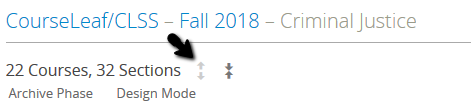 CourseLeaf/CLSS – Fall 2018 – Criminal Justice
22 Courses, 32 Sections
Archive Phase Design Mode